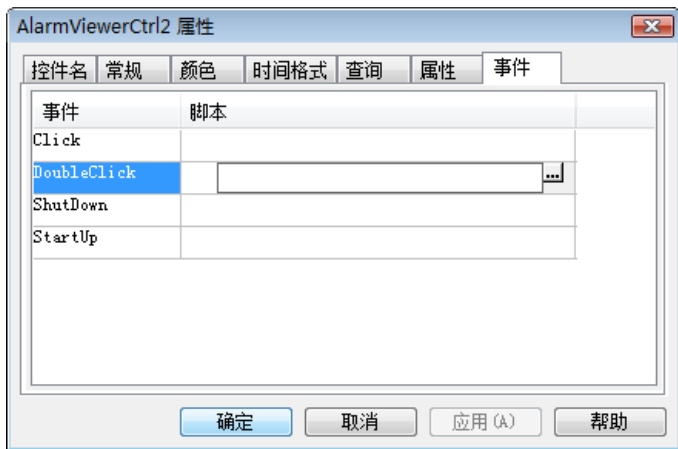 AlarmViewerCtrl2 属性
控件名 常规 颜色 时间格式 查询 属性 事件
事件 脚本
Click
DoubleClick ...
ShutDown
StartUp
确定 取消 应用(A) 帮助